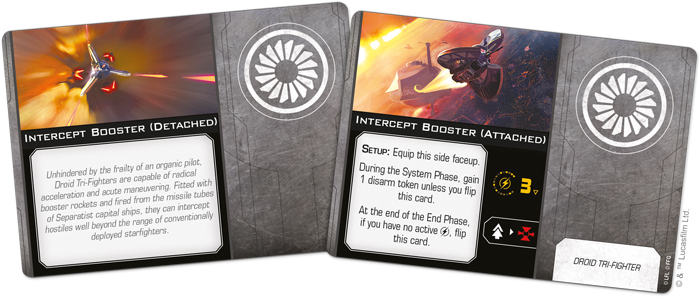 INTERCEPT BOOSTER (DETACHED)
Unhindered by the frailty of an organic pilot,
Droid Tri-Fighters are capable of radical
acceleration and acute maneuvering. Fitted with
booster rockets and fired from the missile tubes
of Separatist capital ships, they can intercept
hostiles well beyond the range of conventionally
deployed starfighters.
INTERCEPT BOOSTER (ATTACHED)
SETUP: Equip this side faceup.
During the System Phase, gain
1 disarm token unless you flip
this card.
At the end of the End Phase,
if you have no active, flip
this card.
3
DROID TRI-FIGHTER
© LFL © FFG
© & ™ Lucasfilm Ltd.